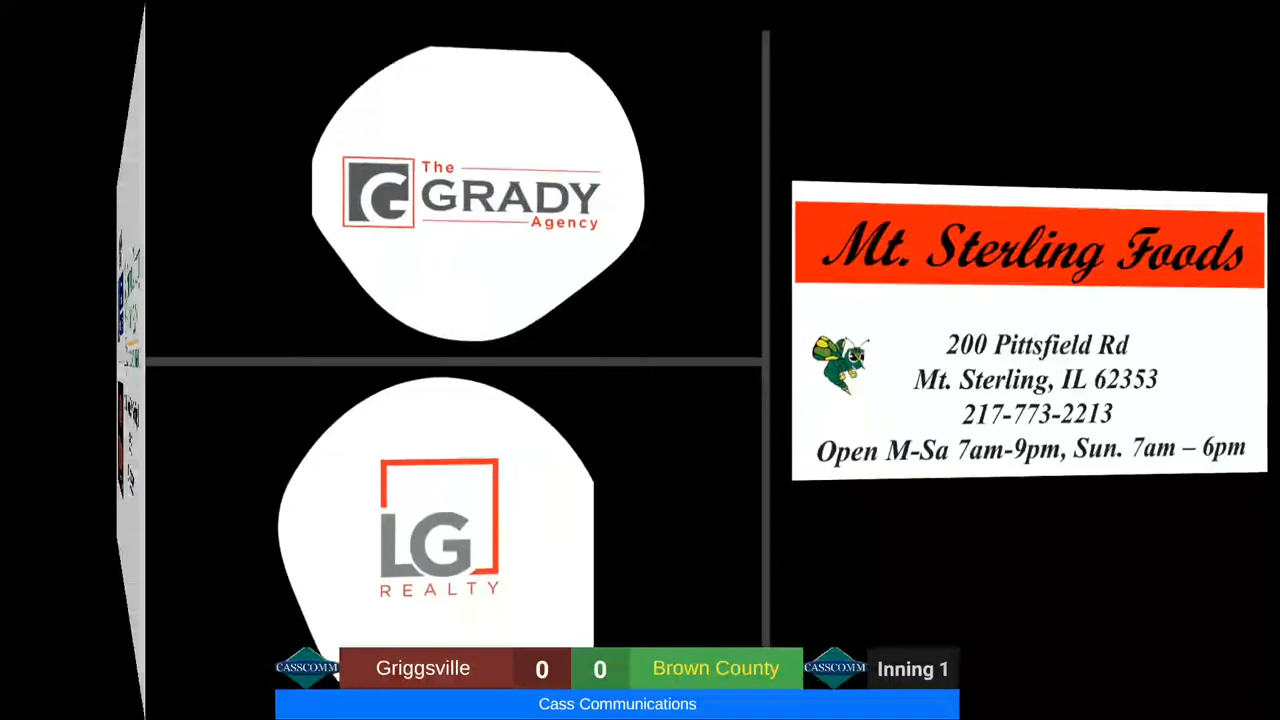 The
GRADY
Agency
LG
REALTY
Mt. Sterling Foods
200 Pittsfield Rd
Mt. Sterling, IL 62353
217-773-2213
Open M-Sa 7am-9pm, Sun. 7am – 6pm
CASSCOMM Griggsville 0 0 Brown County CASSCOMM Inning 1
Cass Communications